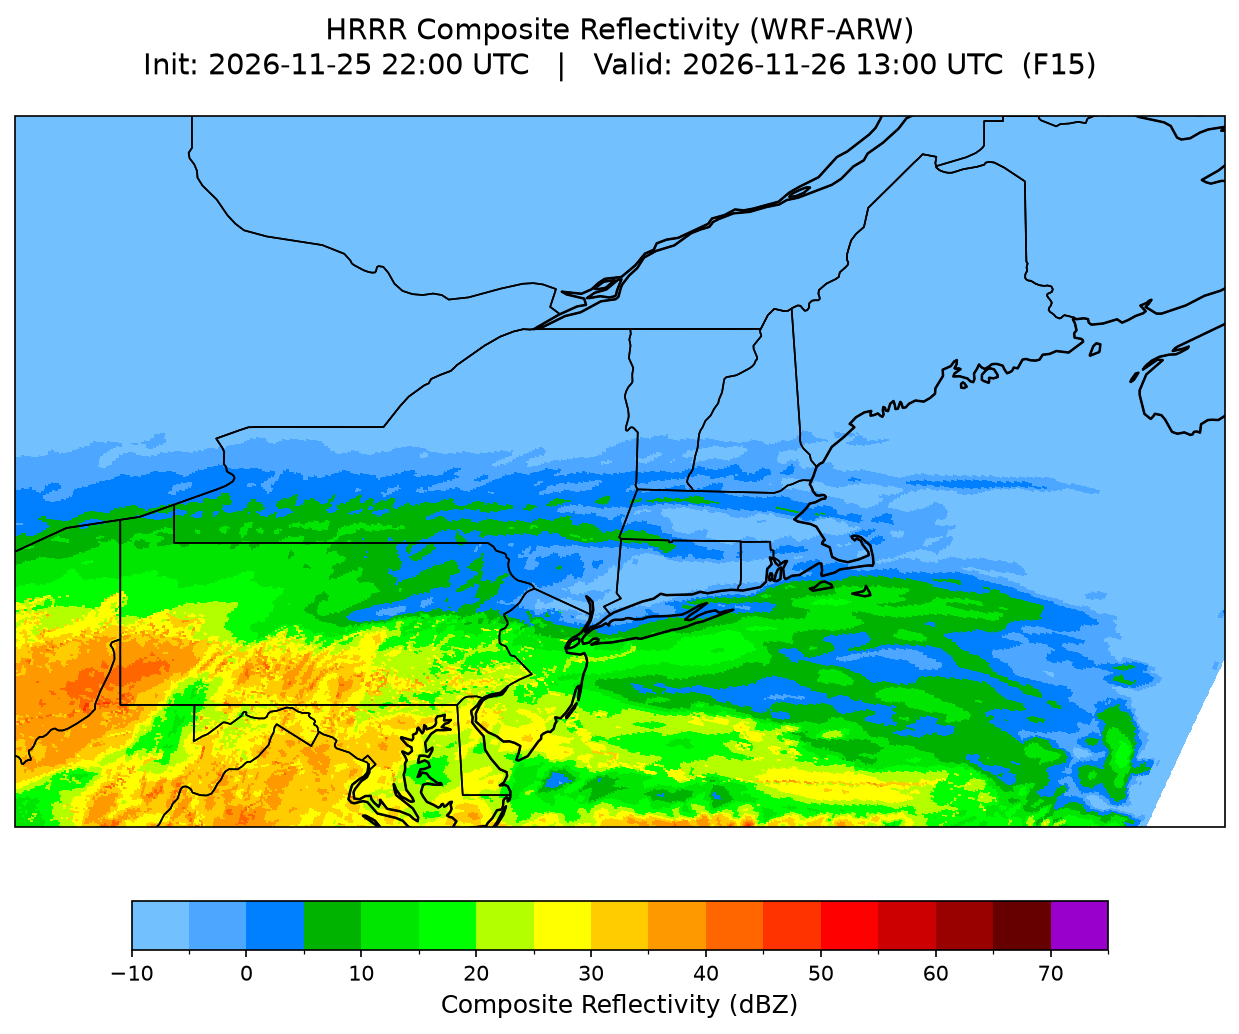 HRRR Composite Reflectivity (WRF-ARW)
Init: 2026-11-25 22:00 UTC   |   Valid: 2026-11-26 13:00 UTC  (F15)
−10 0 10 20 30 40 50 60 70
Composite Reflectivity (dBZ)